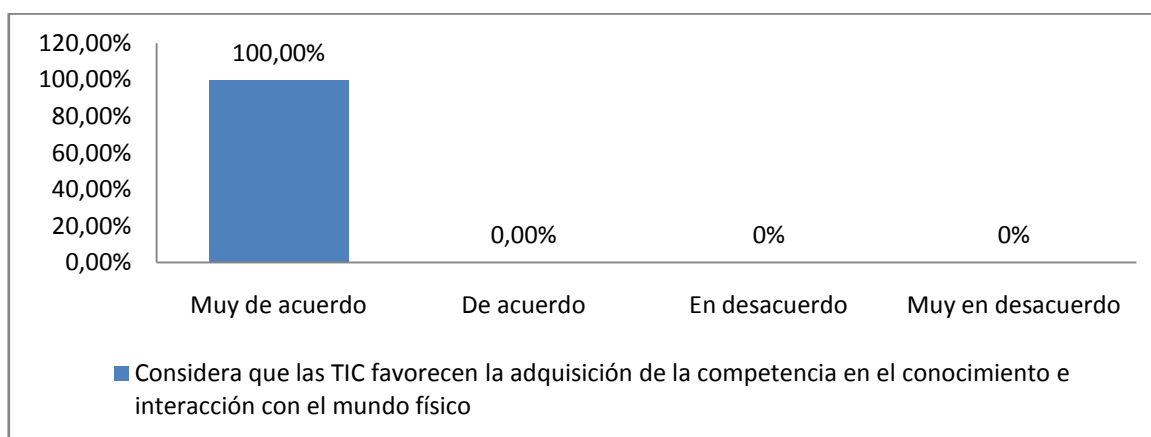 120,00%
100,00%
80,00%
60,00%
40,00%
20,00%
0,00%
100,00%
0,00%
0%
0%
Muy de acuerdo
De acuerdo
En desacuerdo
Muy en desacuerdo
Considera que las TIC favorecen la adquisición de la competencia en el conocimiento e
interacción con el mundo físico